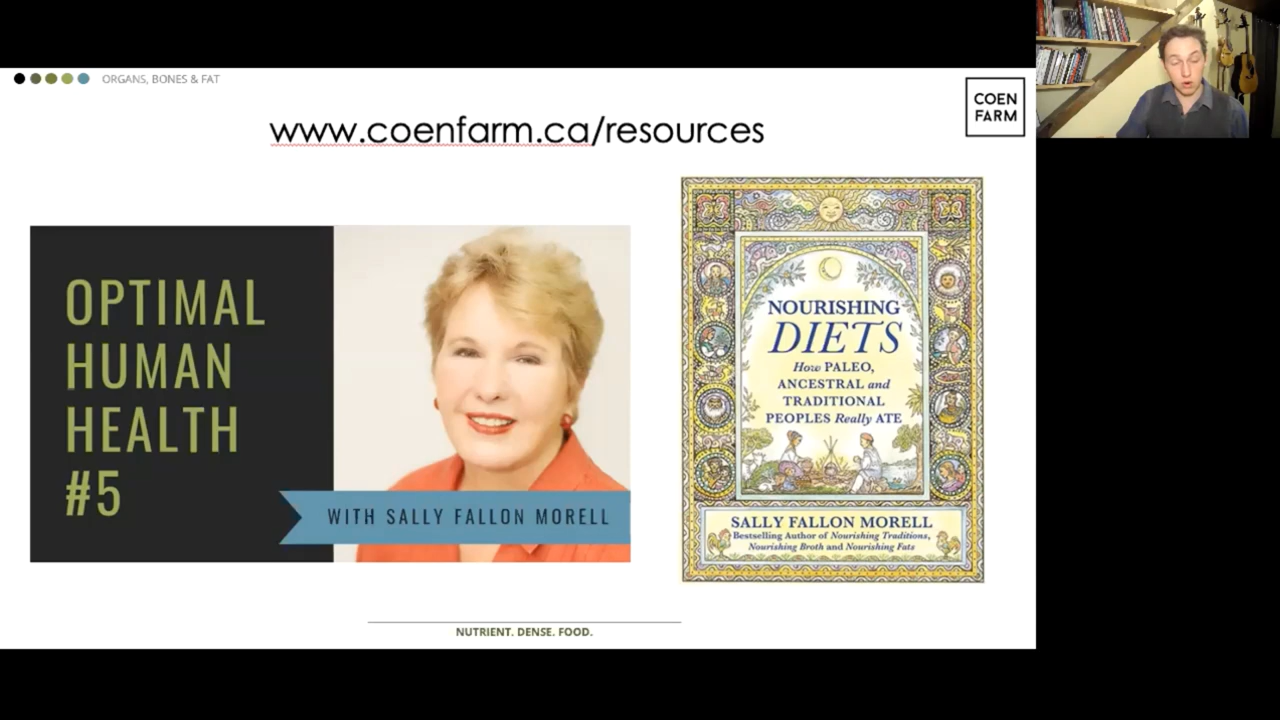 ORGANS, BONES & FAT
COEN
FARM
www.coenfarm.ca/resources
OPTIMAL
HUMAN
HEALTH
#5
WITH SALLY FALLON MORELL
NOURISHING
DIETS
How PALEO,
ANCESTRAL and
TRADITIONAL
PEOPLES Really ATE
SALLY FALLON MORELL
Bestselling Author of Nourishing Traditions,
Nourishing Broth and Nourishing Fats
NUTRIENT. DENSE. FOOD.